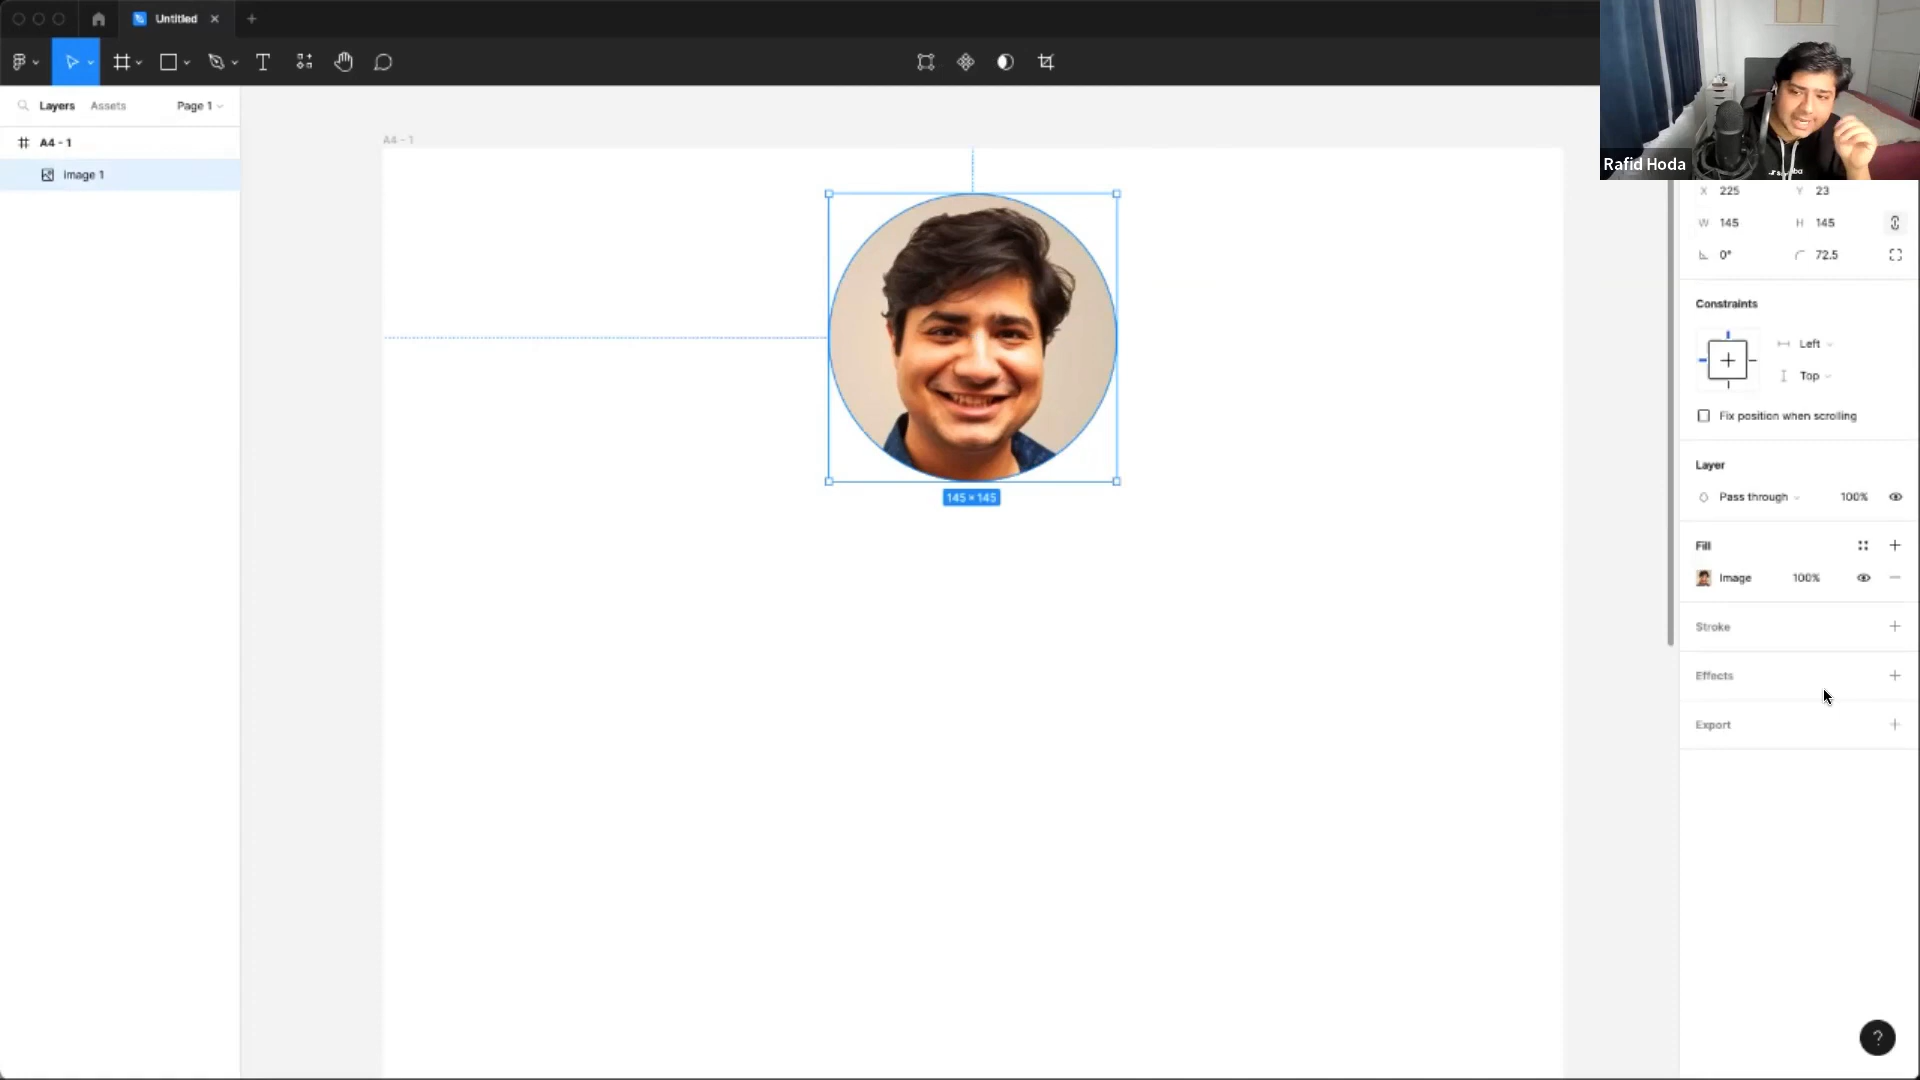 Untitled
Layers
Assets
Page 1
A4 - 1
Image 1
A4 - 1
145 × 145
Rafid Hoda
X 225
Y 23
W 145
H 145
0°
72.5
Constraints
Left
Top
Fix position when scrolling
Layer
Pass through
100%
Fill
Image
100%
Stroke
Effects
Export
?